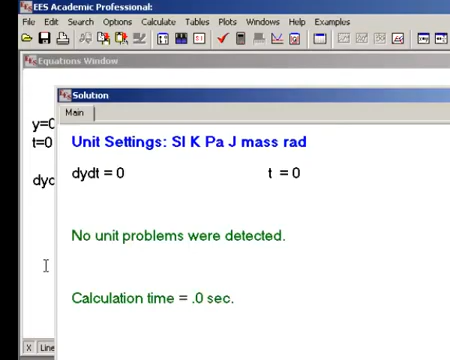 EES Academic Professional:
File Edit Search Options Calculate Tables Plots Windows Help Examples
Equations Window
Solution
Main
y=0
t=0
Unit Settings: SI K Pa J mass rad
dydt = 0 t = 0
dyd
No unit problems were detected.
Calculation time = .0 sec.
X Line